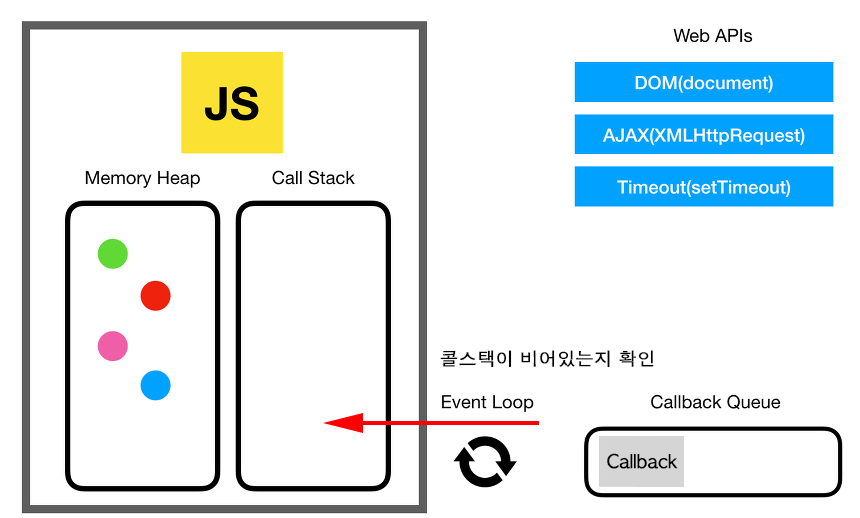 JS
Memory Heap
Call Stack
Web APIs
DOM(document)
AJAX(XMLHttpRequest)
Timeout(setTimeout)
콜스택이 비어있는지 확인
Event Loop
Callback Queue
Callback